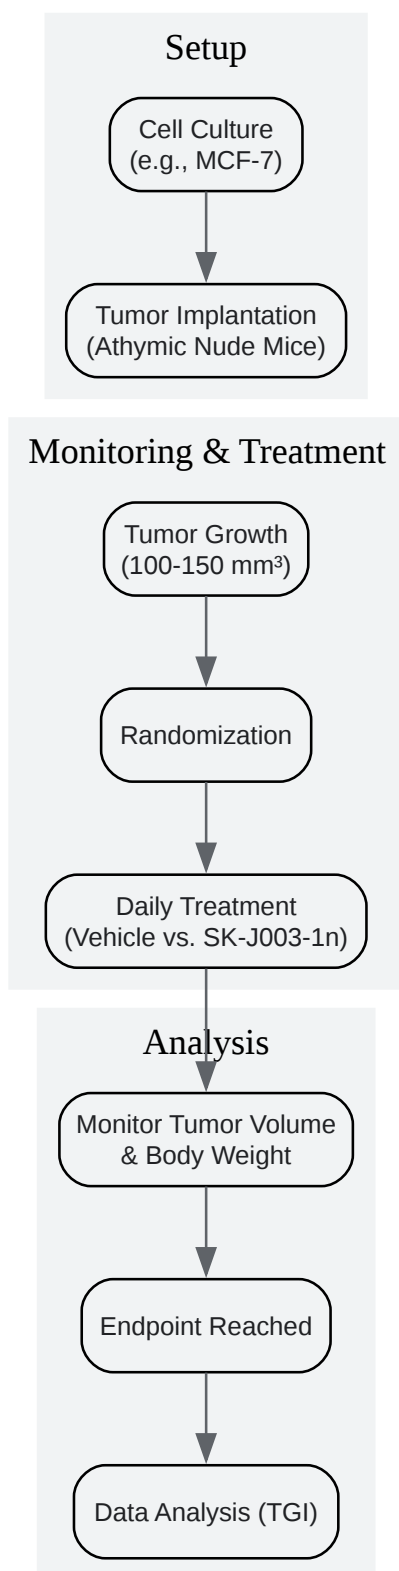 Setup
Cell Culture
(e.g., MCF-7)
Tumor Implantation
(Athymic Nude Mice)
Monitoring & Treatment
Tumor Growth
(100-150 mm³)
Randomization
Daily Treatment
(Vehicle vs. SK-J003-1n)
Analysis
Monitor Tumor Volume
& Body Weight
Endpoint Reached
Data Analysis (TGI)